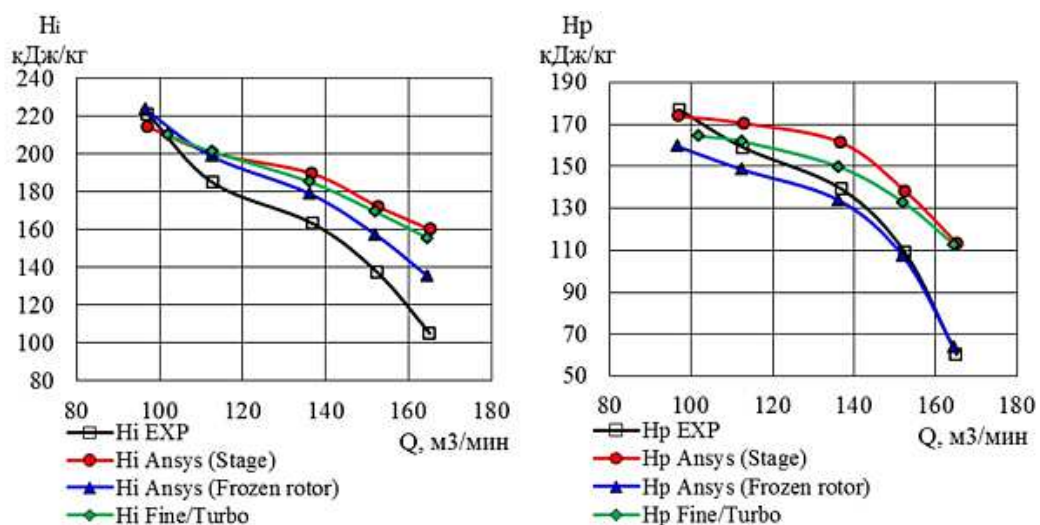 Hi
кДж/кг
240
220
200
180
160
140
120
100
80
80 100 120 140 160 180
Q, м3/мин
Hi EXP
Hi Ansys (Stage)
Hi Ansys (Frozen rotor)
Hi Fine/Turbo
Hp
кДж/кг
190
170
150
130
110
90
70
50
80 100 120 140 160 180
Q, м3/мин
Hp EXP
Hp Ansys (Stage)
Hp Ansys (Frozen rotor)
Hp Fine/Turbo